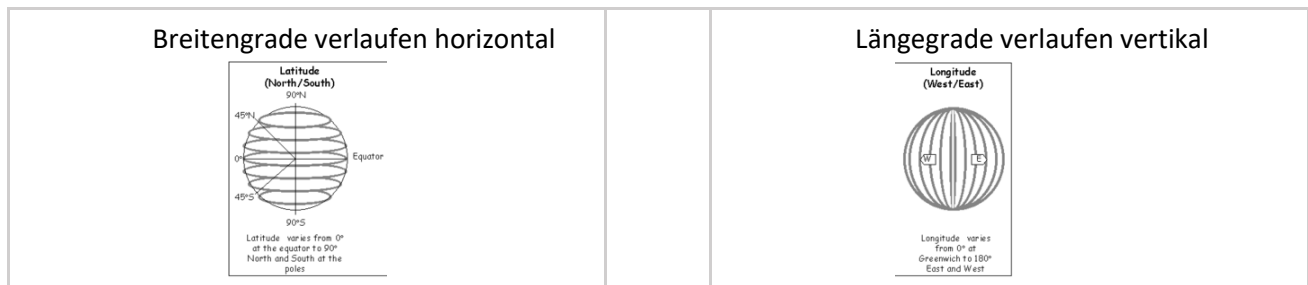 Breitengrade verlaufen horizontal
Latitude
(North/South)
90°N
45°N
0°
Equator
45°S
90°S
Latitude varies from 0°
at the equator to 90°
North and South at the
poles
Längegrade verlaufen vertikal
Longitude
(West/East)
W
E
Longitude varies
from 0° at
Greenwich to 180°
East and West